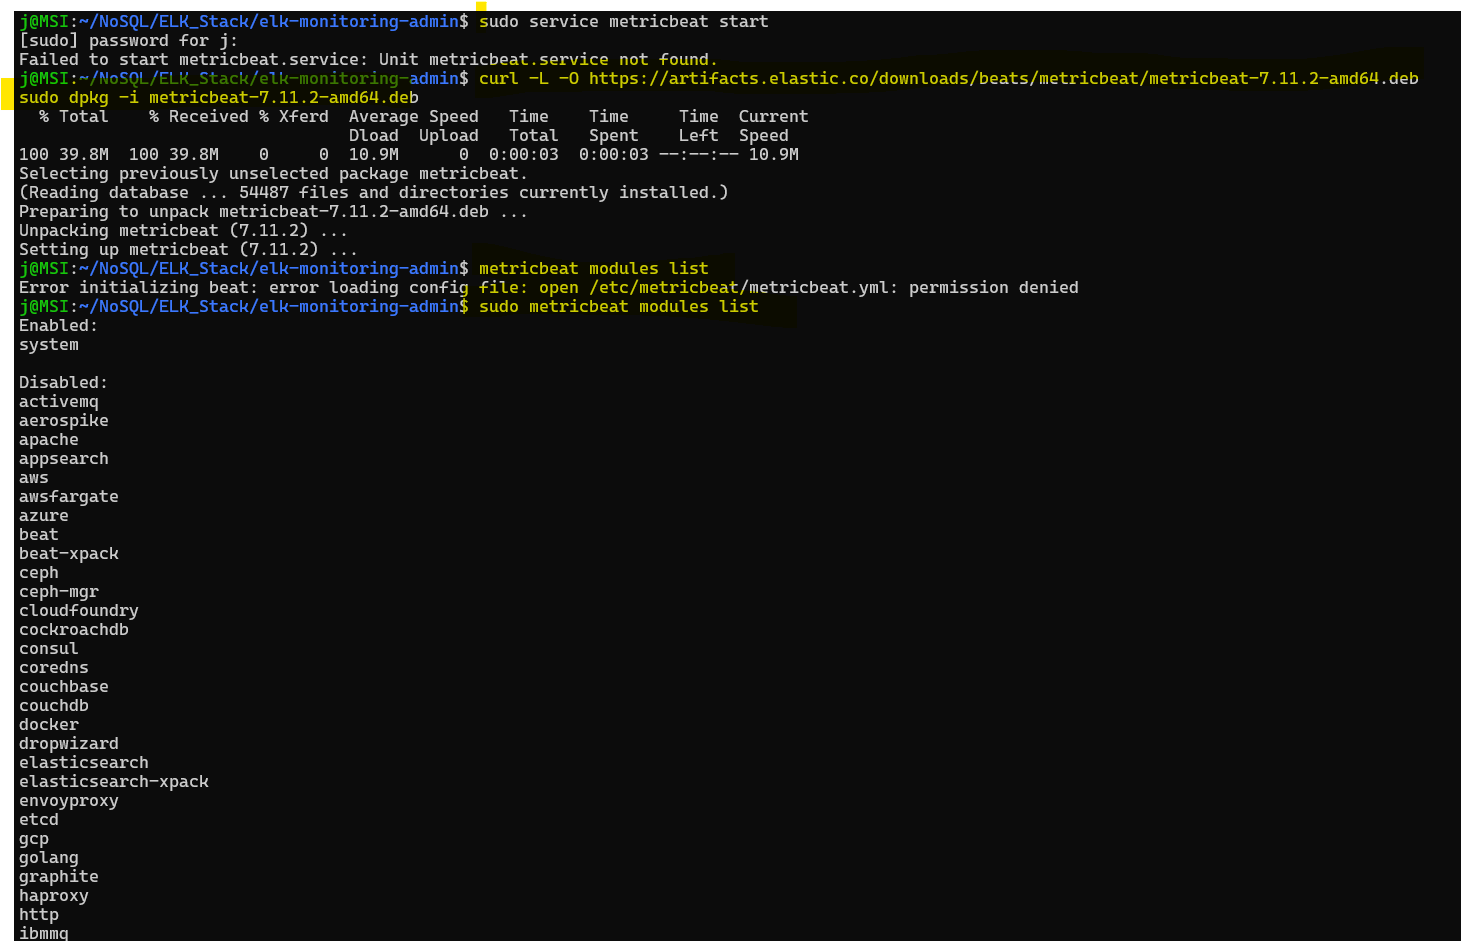 j@MSI:~/NoSQL/ELK_Stack/elk-monitoring-admin$ sudo service metricbeat start
[sudo] password for j:
Failed to start metricbeat.service: Unit metricbeat.service not found.
j@MSI:~/NoSQL/ELK_Stack/elk-monitoring-admin$ curl -L -O https://artifacts.elastic.co/downloads/beats/metricbeat/metricbeat-7.11.2-amd64.deb
sudo dpkg -i metricbeat-7.11.2-amd64.deb
  % Total    % Received % Xferd  Average Speed   Time    Time     Time  Current
                                 Dload  Upload   Total   Spent    Left  Speed
100 39.8M  100 39.8M    0     0  10.9M      0  0:00:03  0:00:03 --:--:-- 10.9M
Selecting previously unselected package metricbeat.
(Reading database ... 54487 files and directories currently installed.)
Preparing to unpack metricbeat-7.11.2-amd64.deb ...
Unpacking metricbeat (7.11.2) ...
Setting up metricbeat (7.11.2) ...
j@MSI:~/NoSQL/ELK_Stack/elk-monitoring-admin$ metricbeat modules list
Error initializing beat: error loading config file: open /etc/metricbeat/metricbeat.yml: permission denied
j@MSI:~/NoSQL/ELK_Stack/elk-monitoring-admin$ sudo metricbeat modules list
Enabled:
system

Disabled:
activemq
aerospike
apache
appsearch
aws
awsfargate
azure
beat
beat-xpack
ceph
ceph-mgr
cloudfoundry
cockroachdb
consul
coredns
couchbase
couchdb
docker
dropwizard
elasticsearch
elasticsearch-xpack
envoyproxy
etcd
gcp
golang
graphite
haproxy
http
ibmmq